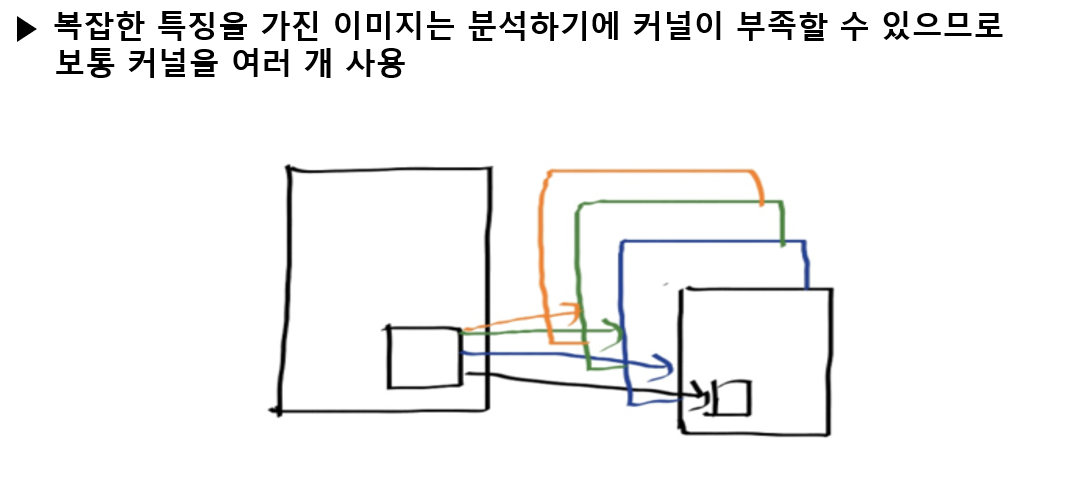 ▶ 복잡한 특징을 가진 이미지는 분석하기에 커널이 부족할 수 있으므로
보통 커널을 여러 개 사용